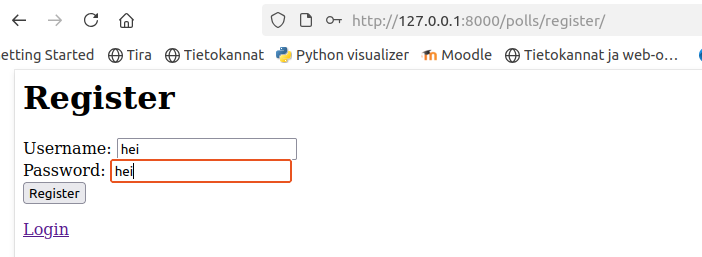 http://127.0.0.1:8000/polls/register/
etting Started Tira Tietokannat Python visualizer Moodle Tietokannat ja web-o…
Register
Username: hei
Password: hei
Register
Login